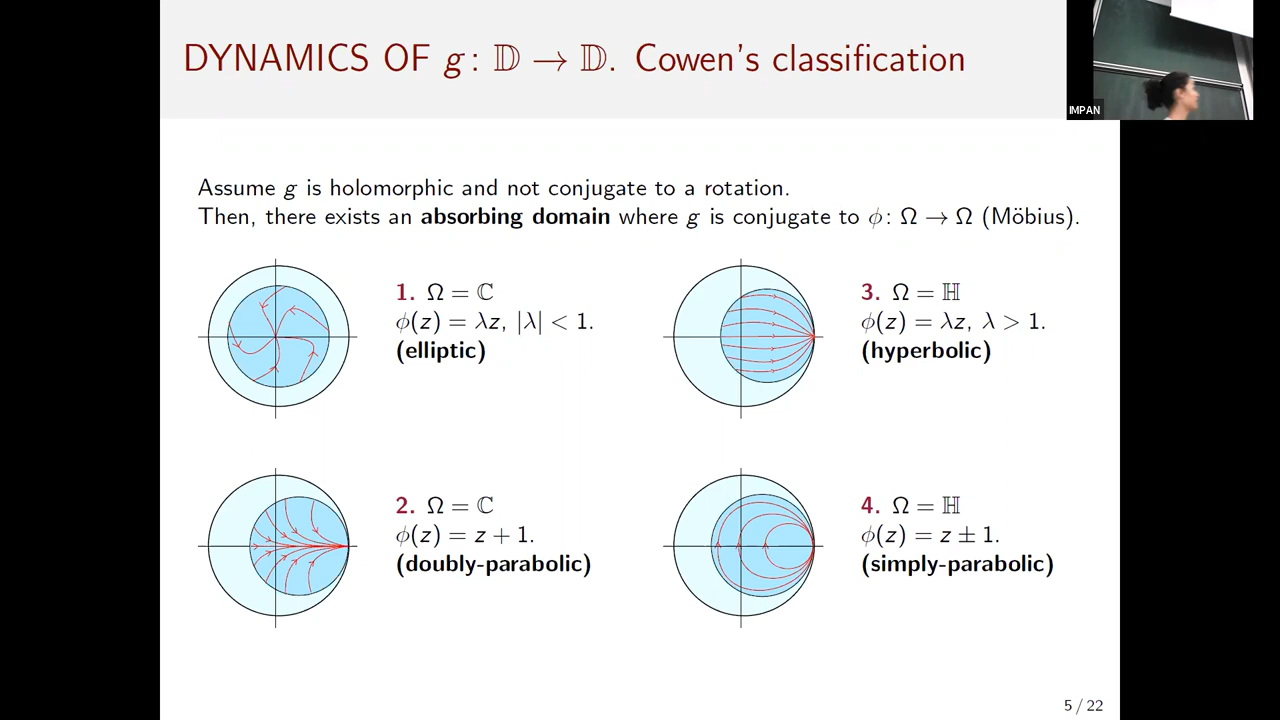 DYNAMICS OF g: 𝔻 → 𝔻. Cowen's classification
IMPAN
Assume g is holomorphic and not conjugate to a rotation.
Then, there exists an absorbing domain where g is conjugate to ϕ: Ω → Ω (Möbius).
1. Ω = ℂ
ϕ(z) = λz, |λ| < 1.
(elliptic)
3. Ω = ℍ
ϕ(z) = λz, λ > 1.
(hyperbolic)
2. Ω = ℂ
ϕ(z) = z + 1.
(doubly-parabolic)
4. Ω = ℍ
ϕ(z) = z ± 1.
(simply-parabolic)
5 / 22